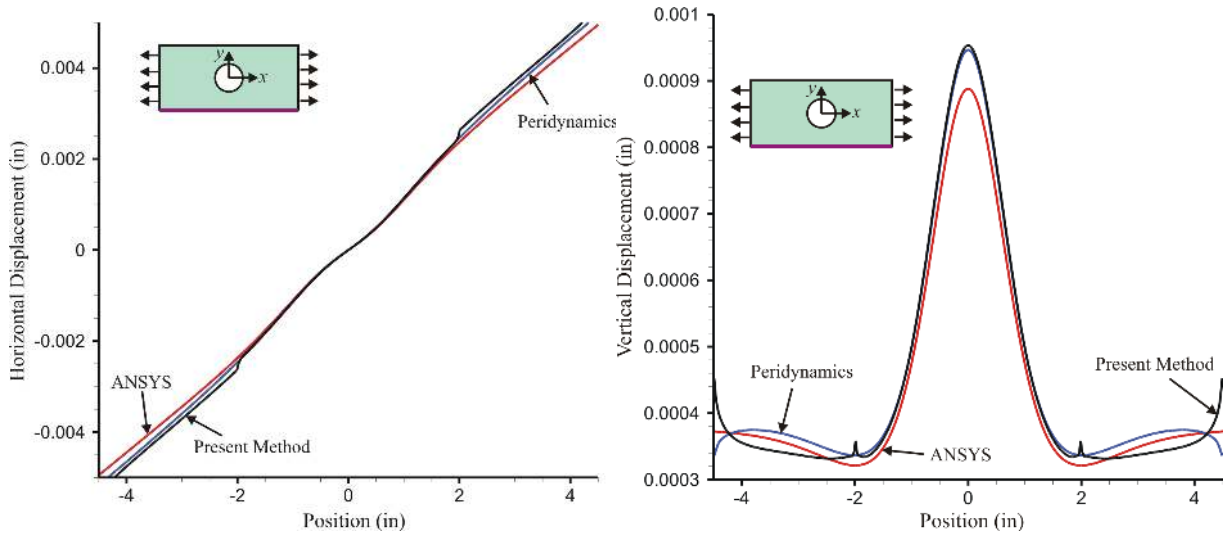 0.004
0.002
0
-0.002
-0.004
Horizontal Displacement (in)
y
x
Peridynamics
ANSYS
Present Method
-4
-2
0
2
4
Position (in)
0.001
0.0009
0.0008
0.0007
0.0006
0.0005
0.0004
0.0003
Vertical Displacement (in)
y
x
Peridynamics
Present Method
ANSYS
-4
-2
0
2
4
Position (in)